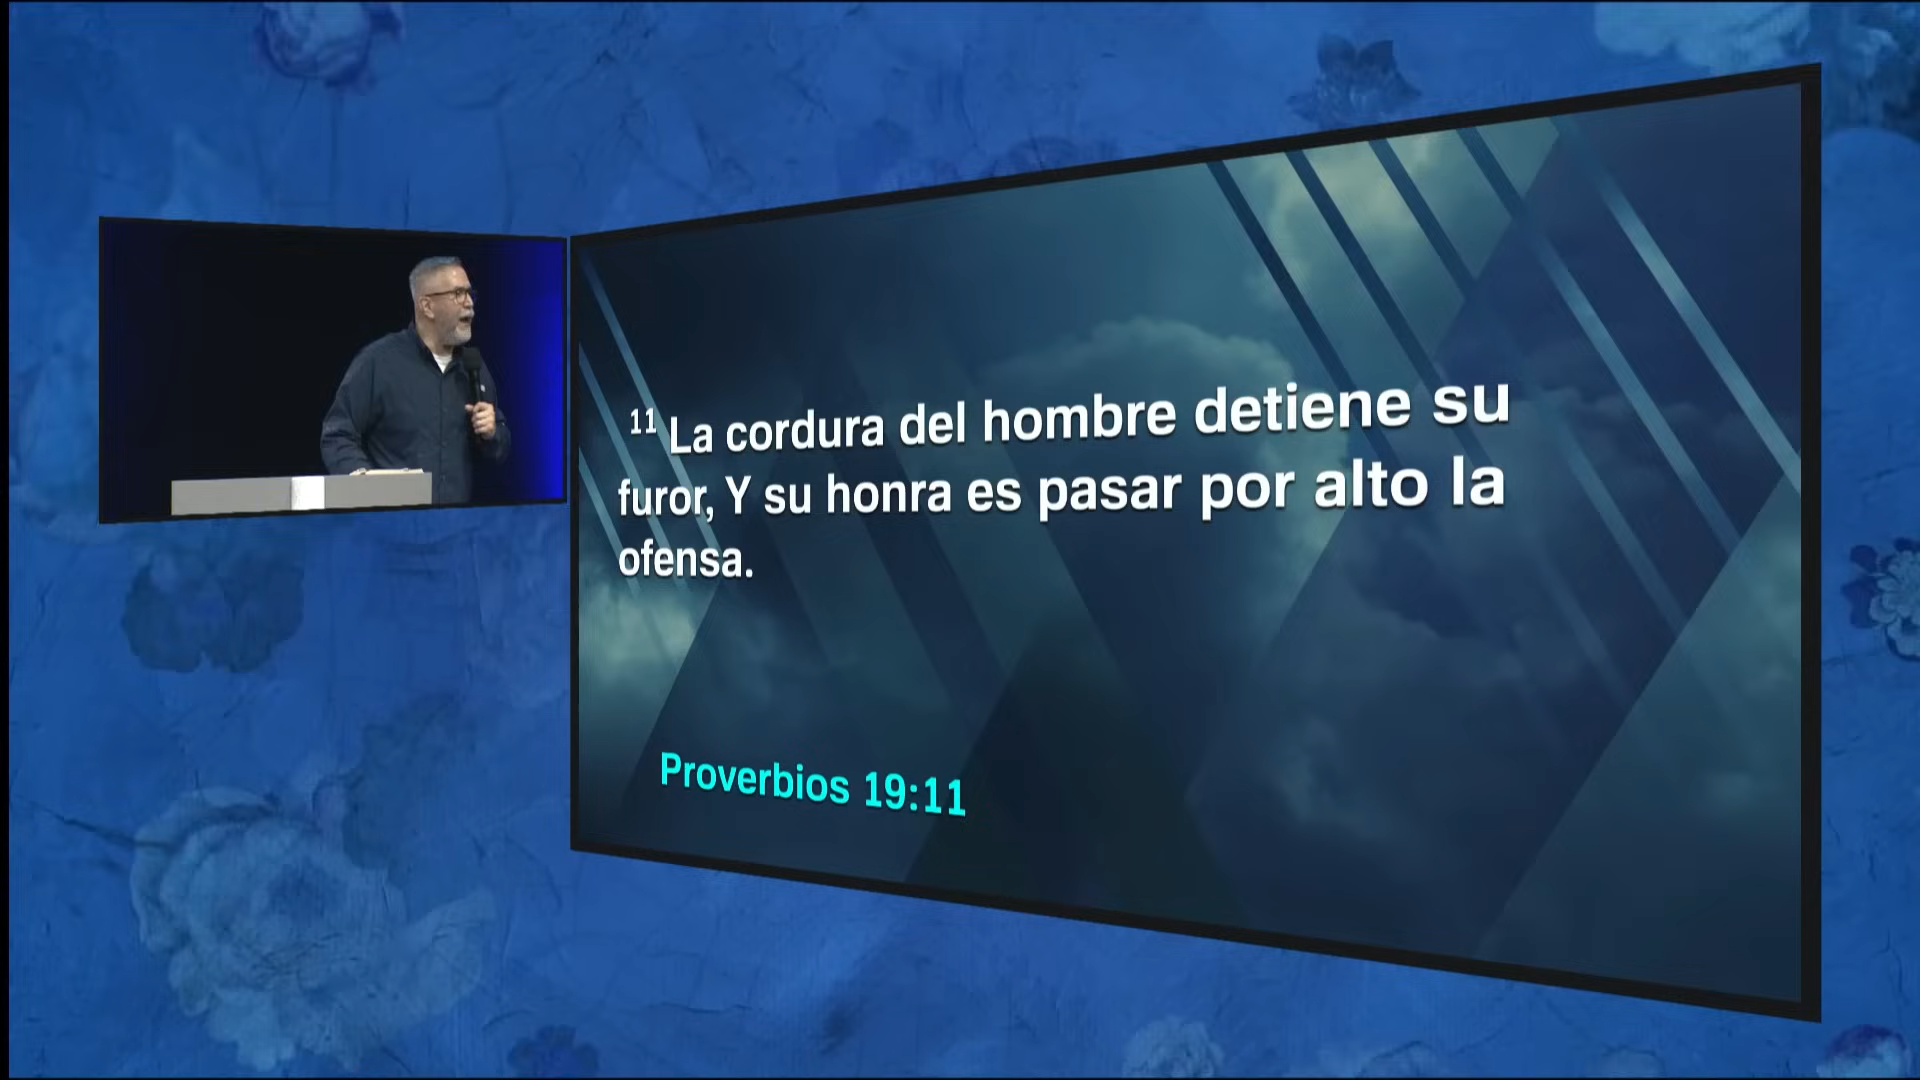 11 La cordura del hombre detiene su
furor, Y su honra es pasar por alto la
ofensa.
Proverbios 19:11